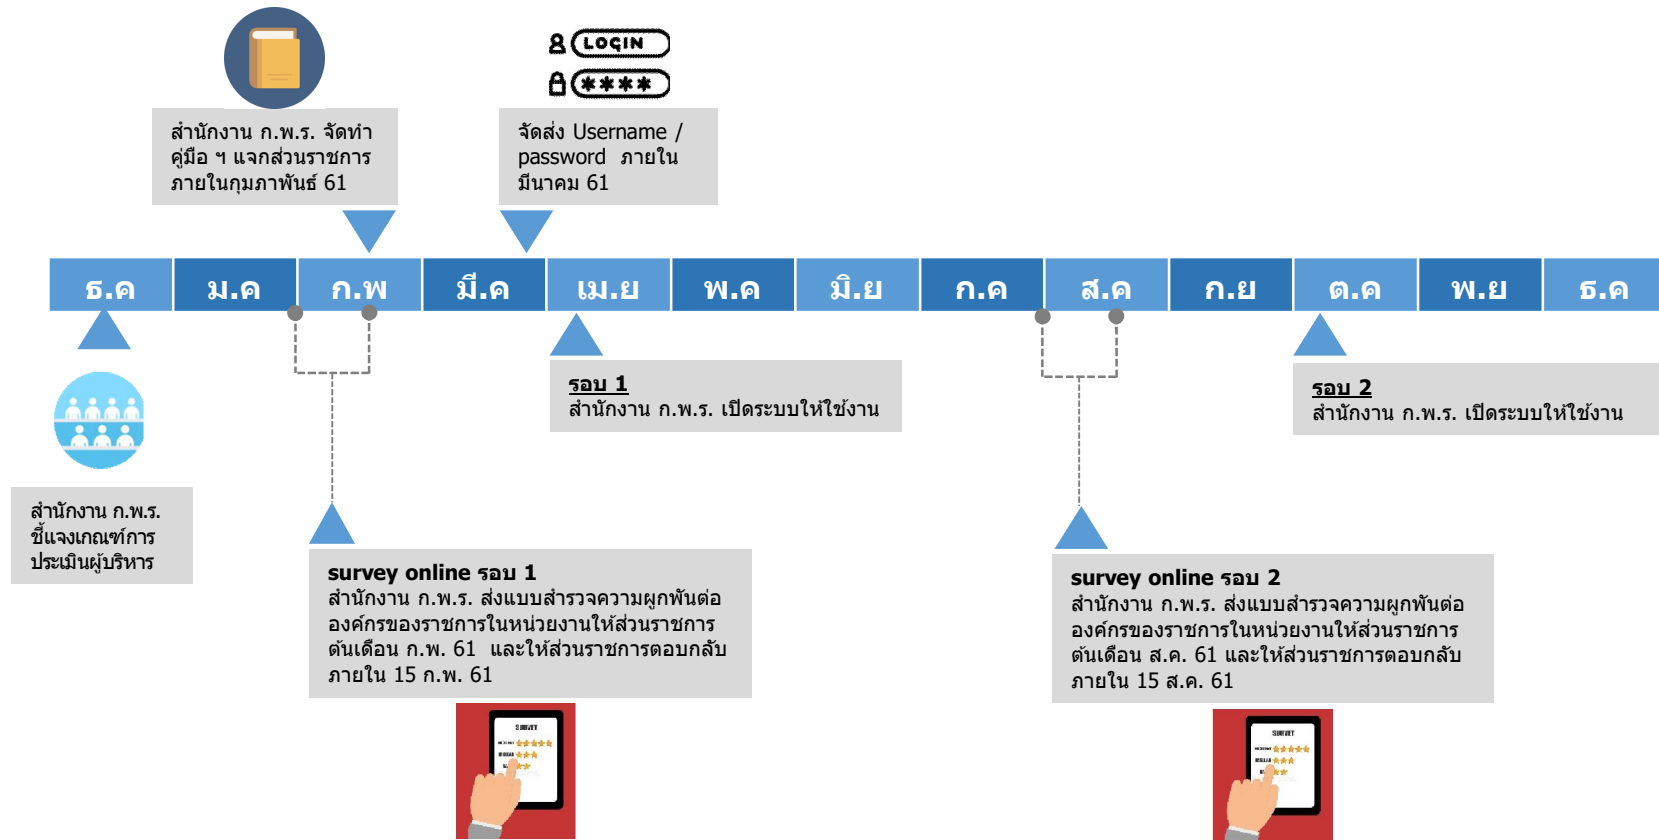 LOGIN
****
สำนักงาน ก.พ.ร. จัดทำ
คู่มือ ฯ แจกส่วนราชการ
ภายในกุมภาพันธ์ 61
จัดส่ง Username /
password ภายใน
มีนาคม 61
ธ.ค ม.ค ก.พ มี.ค เม.ย พ.ค มิ.ย ก.ค ส.ค ก.ย ต.ค พ.ย ธ.ค
รอบ 1
สำนักงาน ก.พ.ร. เปิดระบบให้ใช้งาน
รอบ 2
สำนักงาน ก.พ.ร. เปิดระบบให้ใช้งาน
สำนักงาน ก.พ.ร.
ชี้แจงเกณฑ์การ
ประเมินผู้บริหาร
survey online รอบ 1
สำนักงาน ก.พ.ร. ส่งแบบสำรวจความผูกพันต่อ
องค์กรของราชการในหน่วยงานให้ส่วนราชการ
ต้นเดือน ก.พ. 61 และให้ส่วนราชการตอบกลับ
ภายใน 15 ก.พ. 61
survey online รอบ 2
สำนักงาน ก.พ.ร. ส่งแบบสำรวจความผูกพันต่อ
องค์กรของราชการในหน่วยงานให้ส่วนราชการ
ต้นเดือน ส.ค. 61 และให้ส่วนราชการตอบกลับ
ภายใน 15 ส.ค. 61
SURVEY
SURVEY